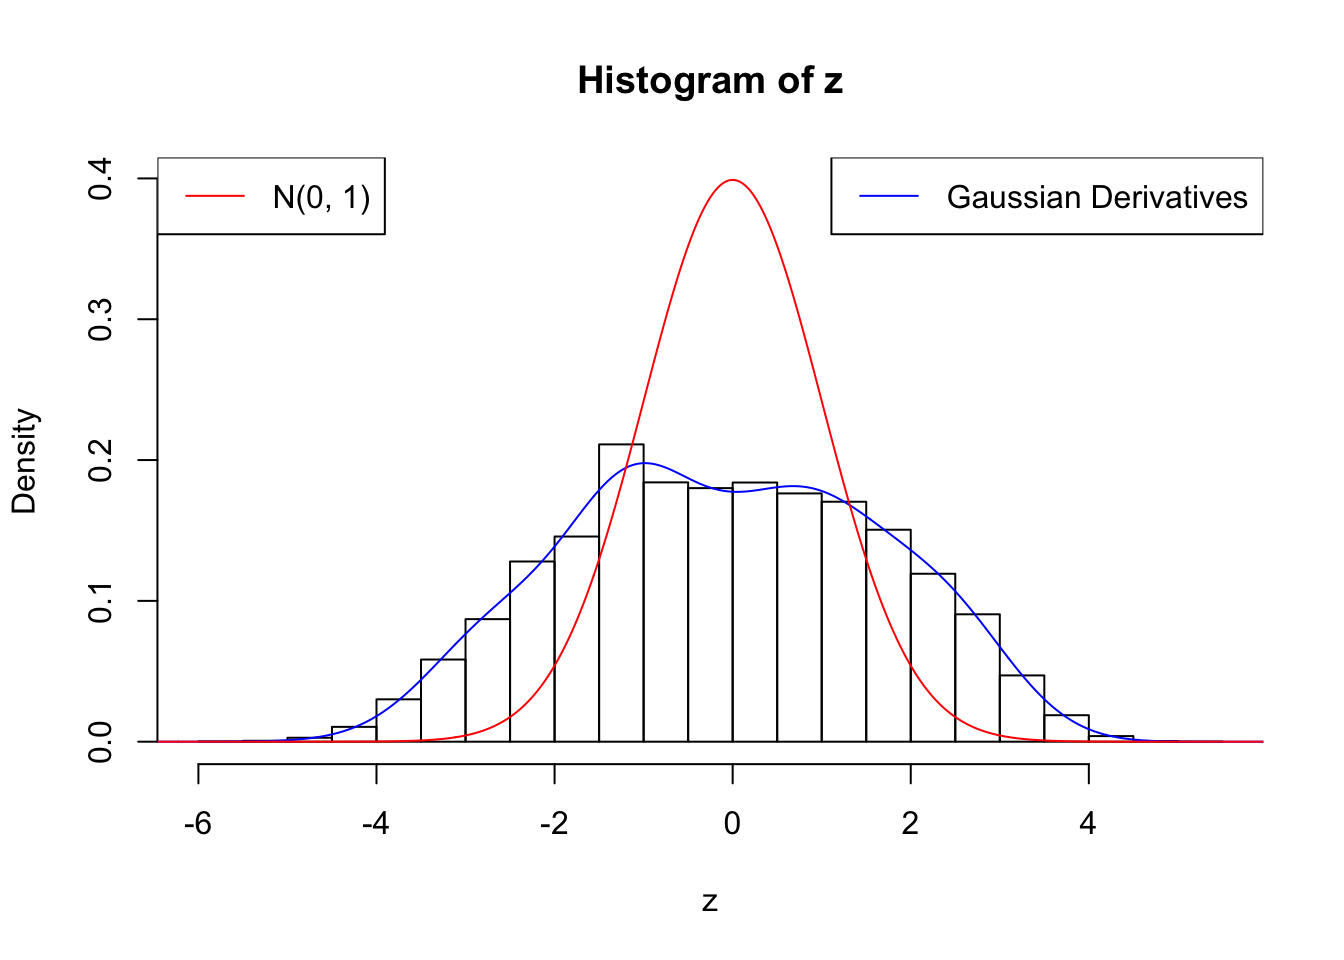 Histogram of z
N(0, 1)
Gaussian Derivatives
Density
0.4
0.3
0.2
0.1
0.0
-6 -4 -2 0 2 4
z